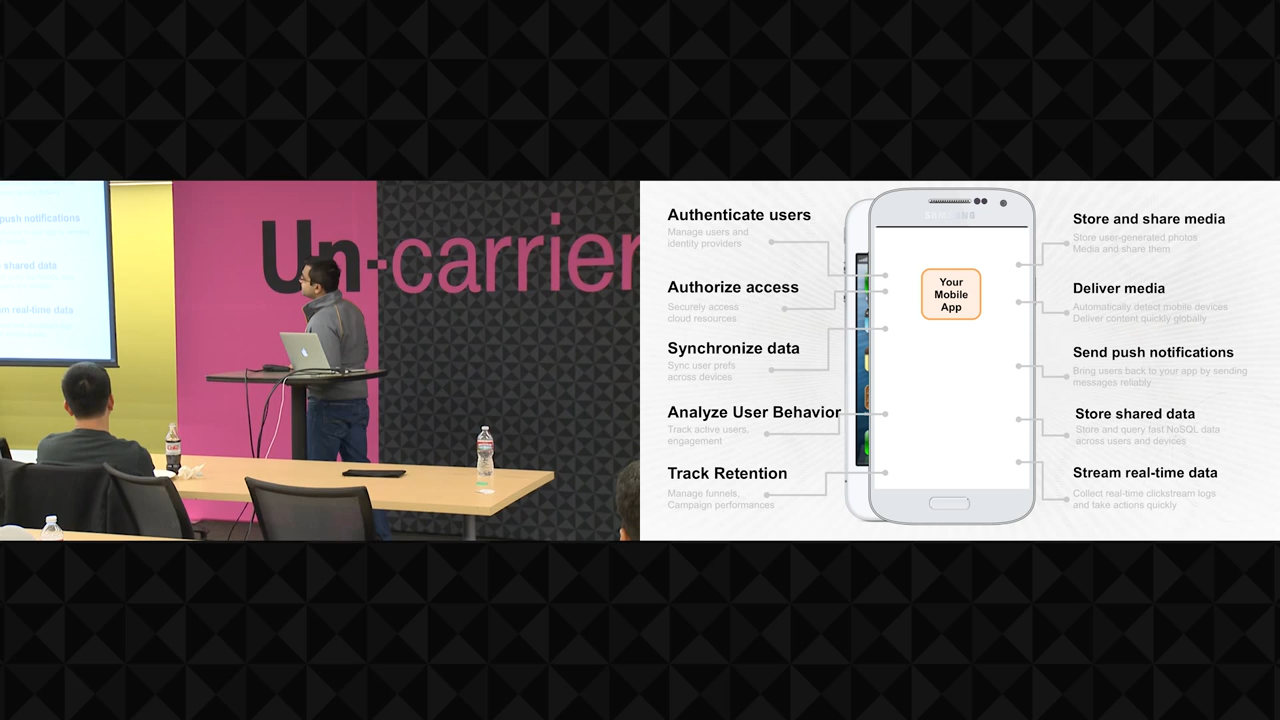 push notifications
shared data
m real-time data
Un-carrier
Authenticate users
Manage users and
identity providers
Authorize access
Securely access
cloud resources
Synchronize data
Sync user prefs
across devices
Analyze User Behavior
Track active users,
engagement
Track Retention
Manage funnels,
Campaign performances
SAMSUNG
Your
Mobile
App
Store and share media
Store user-generated photos
Media and share them
Deliver media
Automatically detect mobile devices
Deliver content quickly globally
Send push notifications
Bring users back to your app by sending
messages reliably
Store shared data
Store and query fast NoSQL data
across users and devices
Stream real-time data
Collect real-time clickstream logs
and take actions quickly